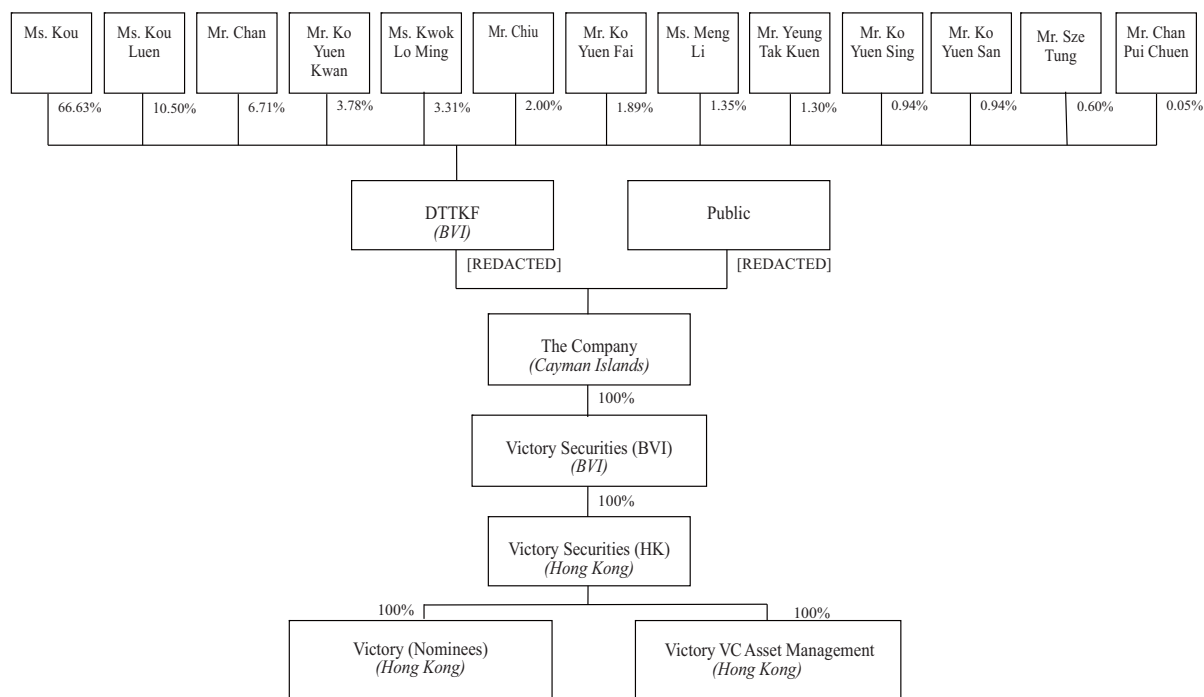 Ms. Kou
Ms. Kou
Luen
Mr. Chan
Mr. Ko
Yuen
Kwan
Ms. Kwok
Lo Ming
Mr. Chiu
Mr. Ko
Yuen Fai
Ms. Meng
Li
Mr. Yeung
Tak Kuen
Mr. Ko
Yuen Sing
Mr. Ko
Yuen San
Mr. Sze
Tung
Mr. Chan
Pui Chuen
66.63%
10.50%
6.71%
3.78%
3.31%
2.00%
1.89%
1.35%
1.30%
0.94%
0.94%
0.60%
0.05%
DTTKF
(BVI)
Public
[REDACTED]
[REDACTED]
The Company
(Cayman Islands)
100%
Victory Securities (BVI)
(BVI)
100%
Victory Securities (HK)
(Hong Kong)
100%
100%
Victory (Nominees)
(Hong Kong)
Victory VC Asset Management
(Hong Kong)